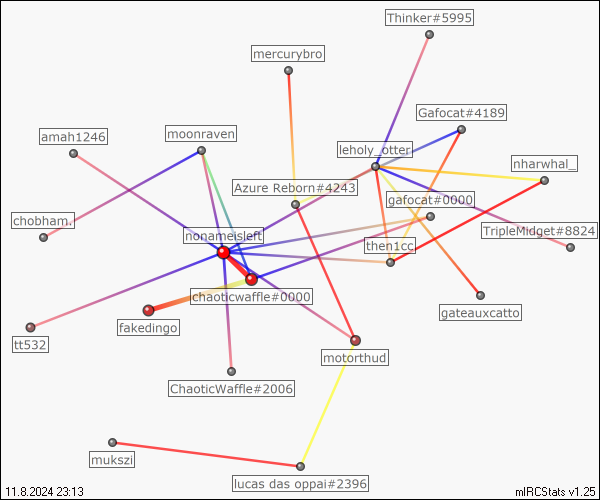 Thinker#5995
mercurybro
Gafocat#4189
amah1246
moonraven
leholy_otter
nharwhal_
Azure Reborn#4243
gafocat#0000
chobham.
nonameisleft
TripleMidget#8824
then1cc
chaoticwaffle#0000
gateauxcatto
fakedingo
tt532
motorthud
ChaoticWaffle#2006
mukszi
lucas das oppai#2396
11.8.2024 23:13
mIRCStats v1.25